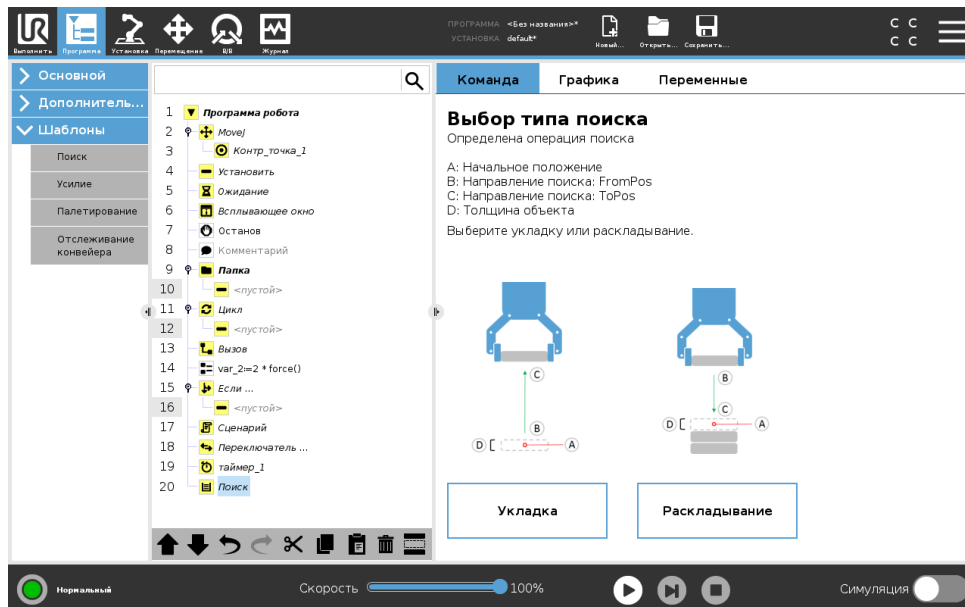 ПРОГРАММА <Без названия>*
УСТАНОВКА default*
UR
Выполнить
Программа
Установка
Перемещение
В/В
Журнал
Новый...
Открыть...
Сохранить...
C C
C C
Основной
Дополнитель...
Шаблоны
Поиск
Усилие
Палетирование
Отслеживание
конвейера
1 Программа робота
2 MoveJ
3 Контр_точка_1
4 Установить
5 Ожидание
6 Всплывающее окно
7 Останов
8 Комментарий
9 Папка
10 <пустой>
11 Цикл
12 <пустой>
13 Вызов
14 var_2:=2 * force()
15 Если ...
16 <пустой>
17 Сценарий
18 Переключатель ...
19 таймер_1
20 Поиск
Команда
Графика
Переменные
Выбор типа поиска
Определена операция поиска
A: Начальное положение
B: Направление поиска: FromPos
C: Направление поиска: ToPos
D: Толщина объекта
Выберите укладку или раскладывание.
C
B
D
A
B
C
D
A
Укладка
Раскладывание
Нормальный
Скорость
100%
Симуляция